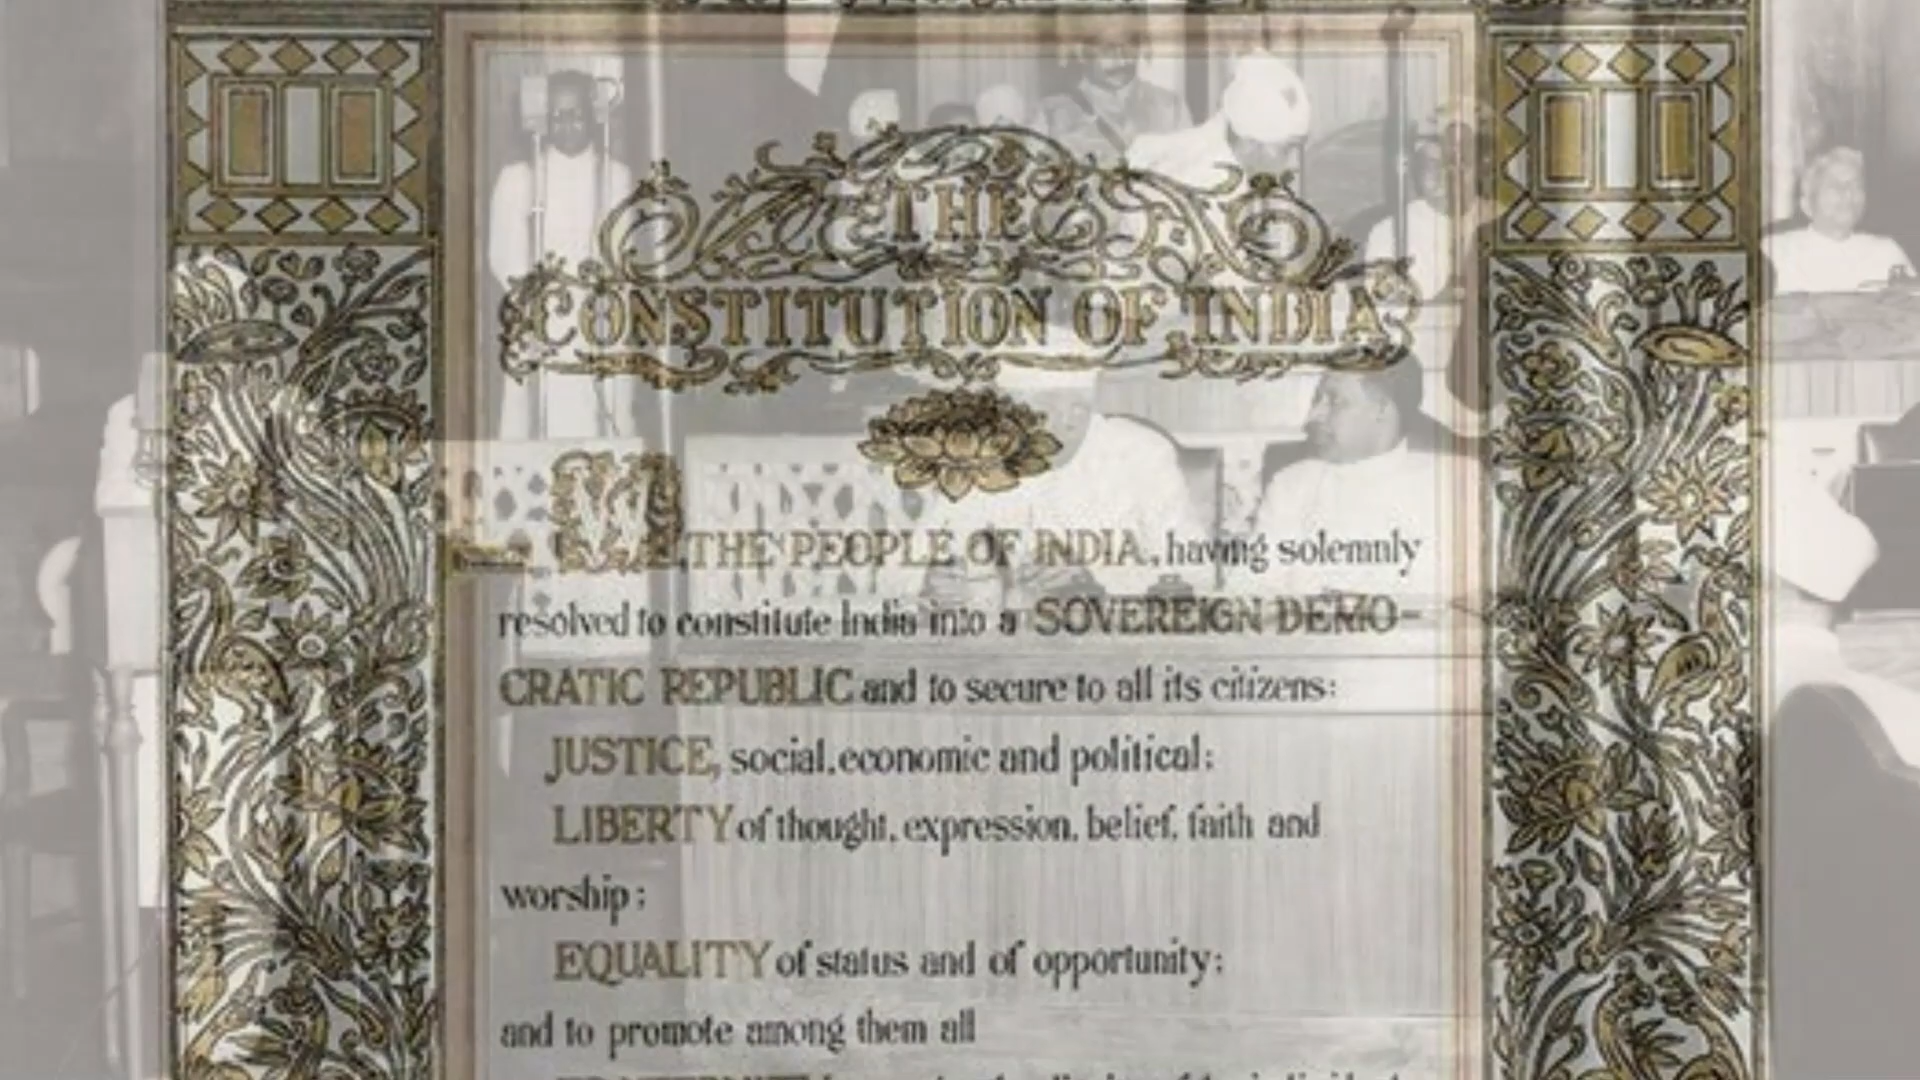 THE
CONSTITUTION OF INDIA
WE, THE PEOPLE OF INDIA, having solemnly
resolved to constitute India into a SOVEREIGN DEMO-
CRATIC REPUBLIC and to secure to all its citizens:
JUSTICE, social, economic and political;
LIBERTY of thought, expression, belief, faith and
worship;
EQUALITY of status and of opportunity;
and to promote among them all